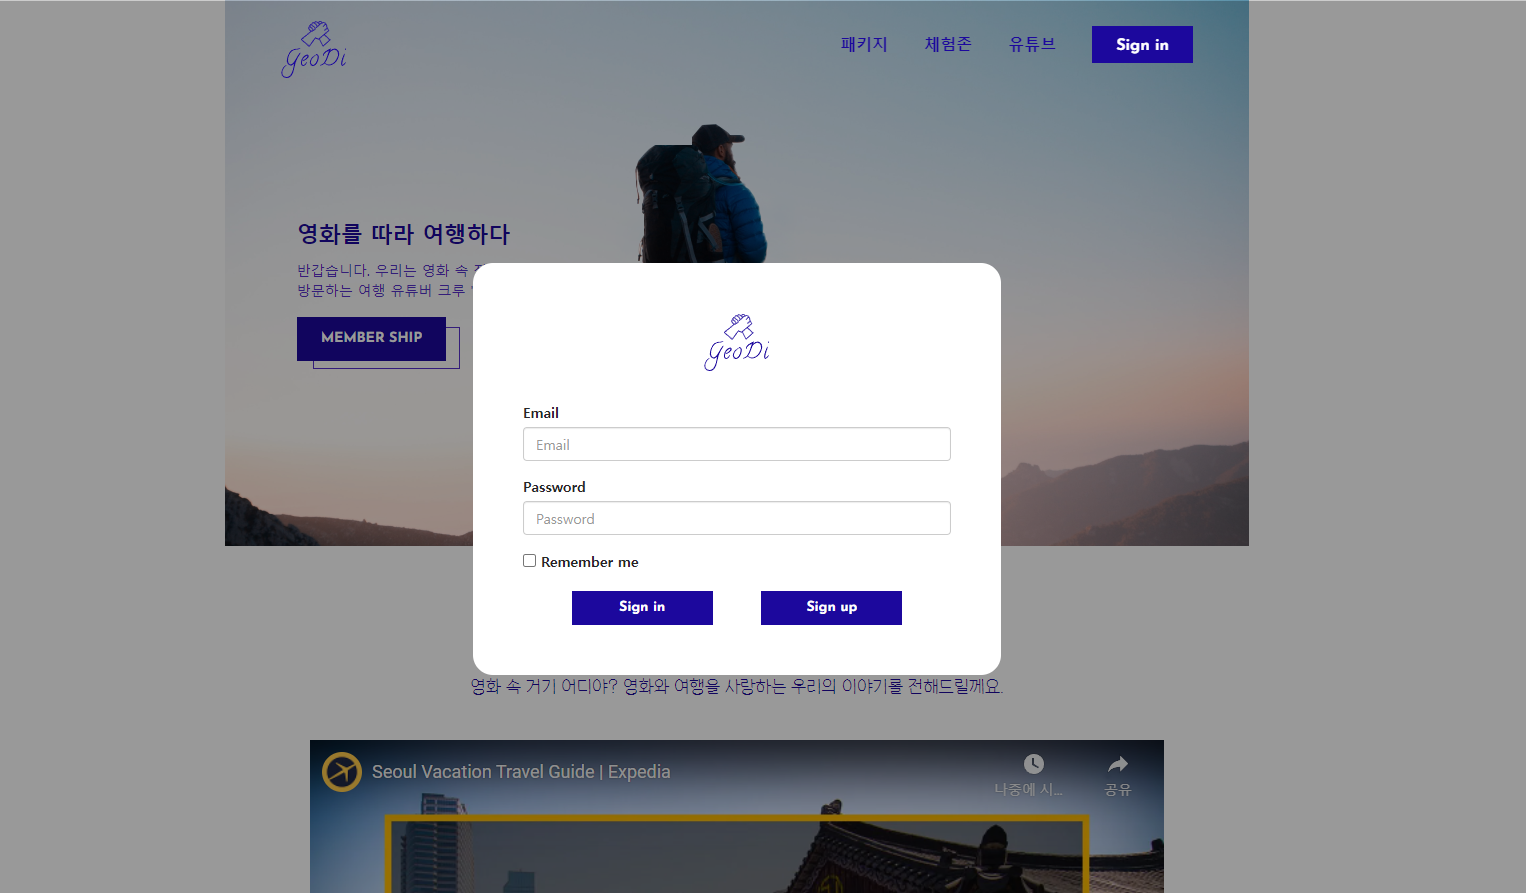 GeoDi
패키지 체험존 유튜브 Sign in
영화를 따라 여행하다
반갑습니다. 우리는 영화 속
방문하는 여행 유튜버 크루
MEMBER SHIP
GeoDi
Email
Email
Password
Password
Remember me
Sign in Sign up
영화 속 거기 어디야? 영화와 여행을 사랑하는 우리의 이야기를 전해드릴께요.
Seoul Vacation Travel Guide | Expedia
나중에 시... 공유